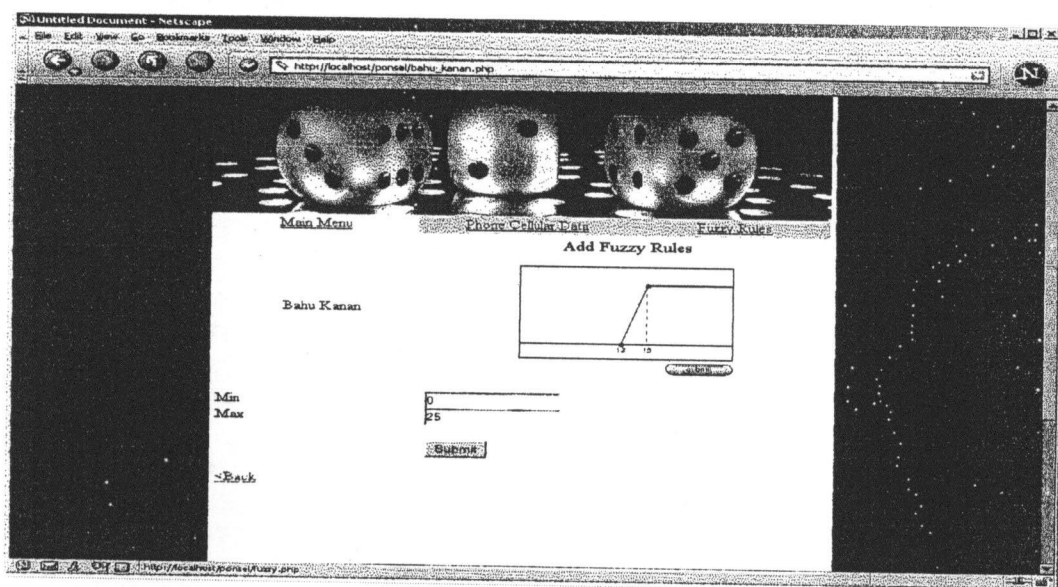 Untitled Document - Netscape
File Edit View Go Bookmarks Tools Window Help
http://localhost/ponsel/bahu_kanan.php
Main Menu Phone Cellular Data Fuzzy Rules
Add Fuzzy Rules
Bahu Kanan
submit
Min 0
Max 25
Submit
<Back
http://localhost/ponsel/fuzzy.php